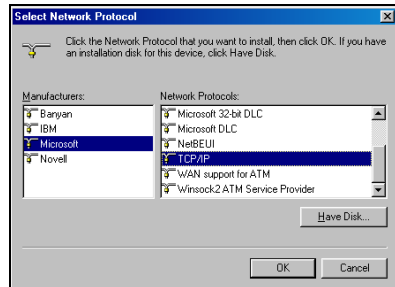 Select Network Protocol
Click the Network Protocol that you want to install, then click OK. If you have
an installation disk for this device, click Have Disk.
Manufacturers:
Banyan
IBM
Microsoft
Novell
Network Protocols:
Microsoft 32-bit DLC
Microsoft DLC
NetBEUI
TCP/IP
WAN support for ATM
Winsock2 ATM Service Provider
Have Disk...
OK
Cancel